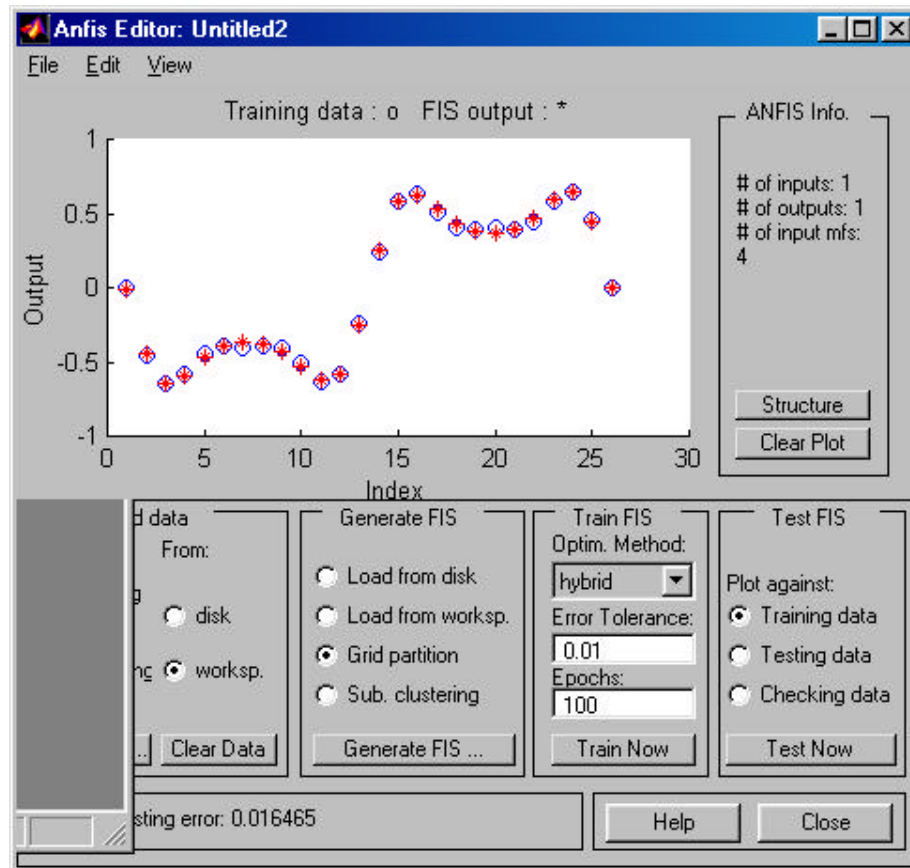 Anfis Editor: Untitled2
File Edit View
Training data : o FIS output : *
ANFIS Info.
# of inputs: 1
# of outputs: 1
# of input mfs:
4
Structure
Clear Plot
Output
1
0.5
0
-0.5
-1
0 5 10 15 20 25 30
Index
d data
From:
g
disk
ng
worksp.
...
Clear Data
Generate FIS
Load from disk
Load from worksp.
Grid partition
Sub. clustering
Generate FIS ...
Train FIS
Optim. Method:
hybrid
Error Tolerance:
0.01
Epochs:
100
Train Now
Test FIS
Plot against:
Training data
Testing data
Checking data
Test Now
sting error: 0.016465
Help
Close